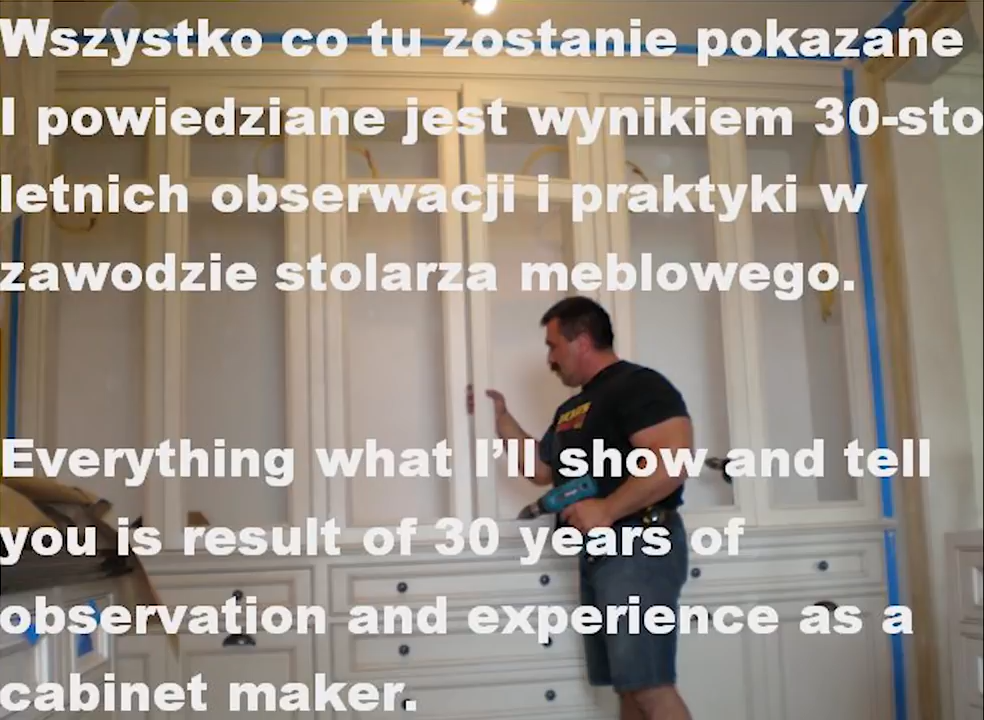 Wszystko co tu zostanie pokazane
I powiedziane jest wynikiem 30-sto
letnich obserwacji i praktyki w
zawodzie stolarza meblowego.
Everything what I’ll show and tell
you is result of 30 years of
observation and experience as a
cabinet maker.